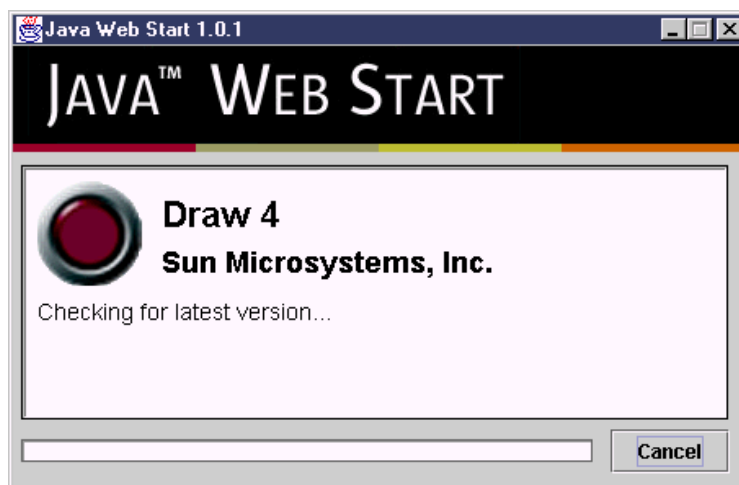 Java Web Start 1.0.1
JAVA™ WEB START
Draw 4
Sun Microsystems, Inc.
Checking for latest version...
Cancel